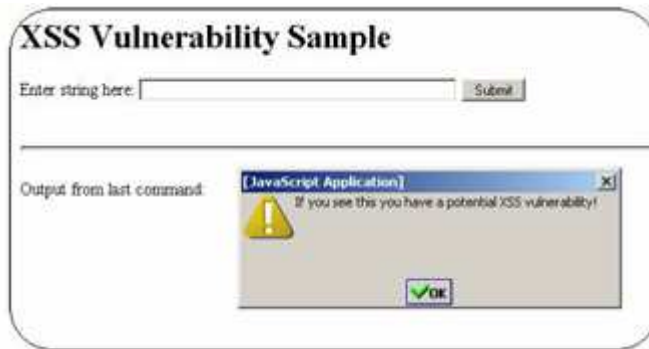 XSS Vulnerability Sample
Enter string here: Submit
Output from last command:
[JavaScript Application]
If you see this you have a potential XSS vulnerability!
OK